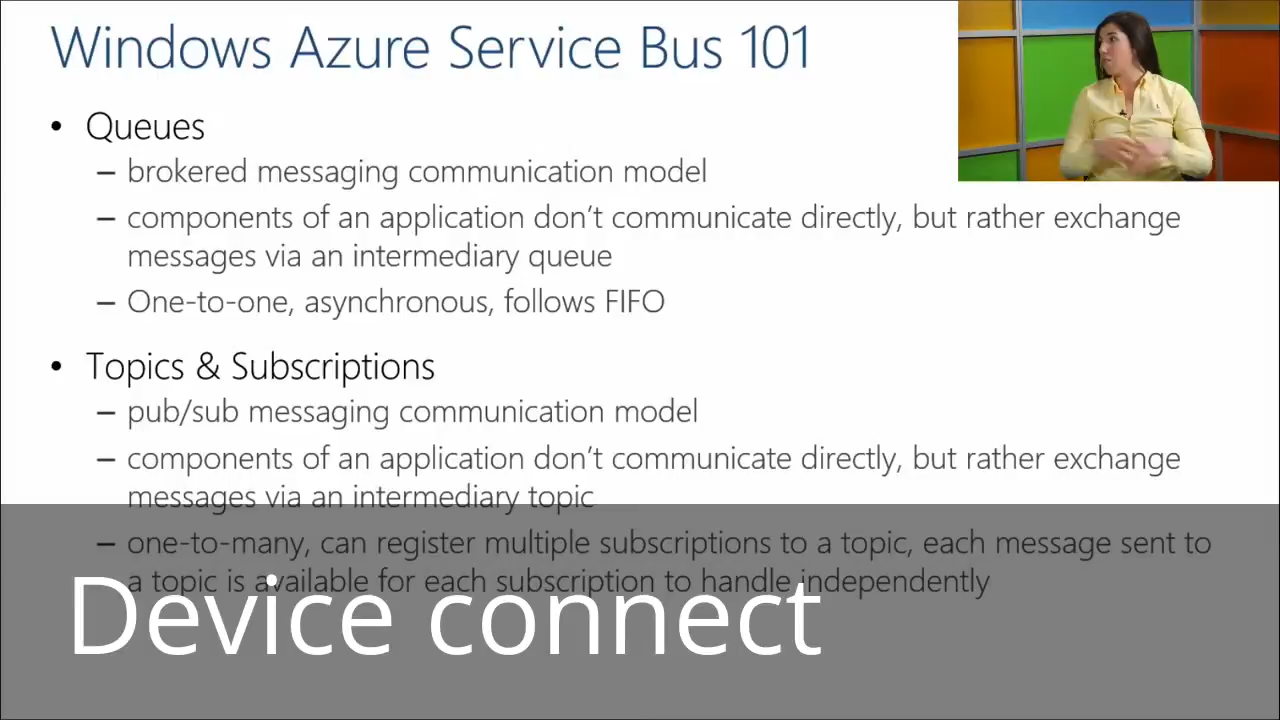 Windows Azure Service Bus 101
• Queues
– brokered messaging communication model
– components of an application don’t communicate directly, but rather exchange
messages via an intermediary queue
– One-to-one, asynchronous, follows FIFO
• Topics & Subscriptions
– pub/sub messaging communication model
– components of an application don’t communicate directly, but rather exchange
messages via an intermediary topic
– one-to-many, can register multiple subscriptions to a topic, each message sent to
a topic is available for each subscription to handle independently
Device connect